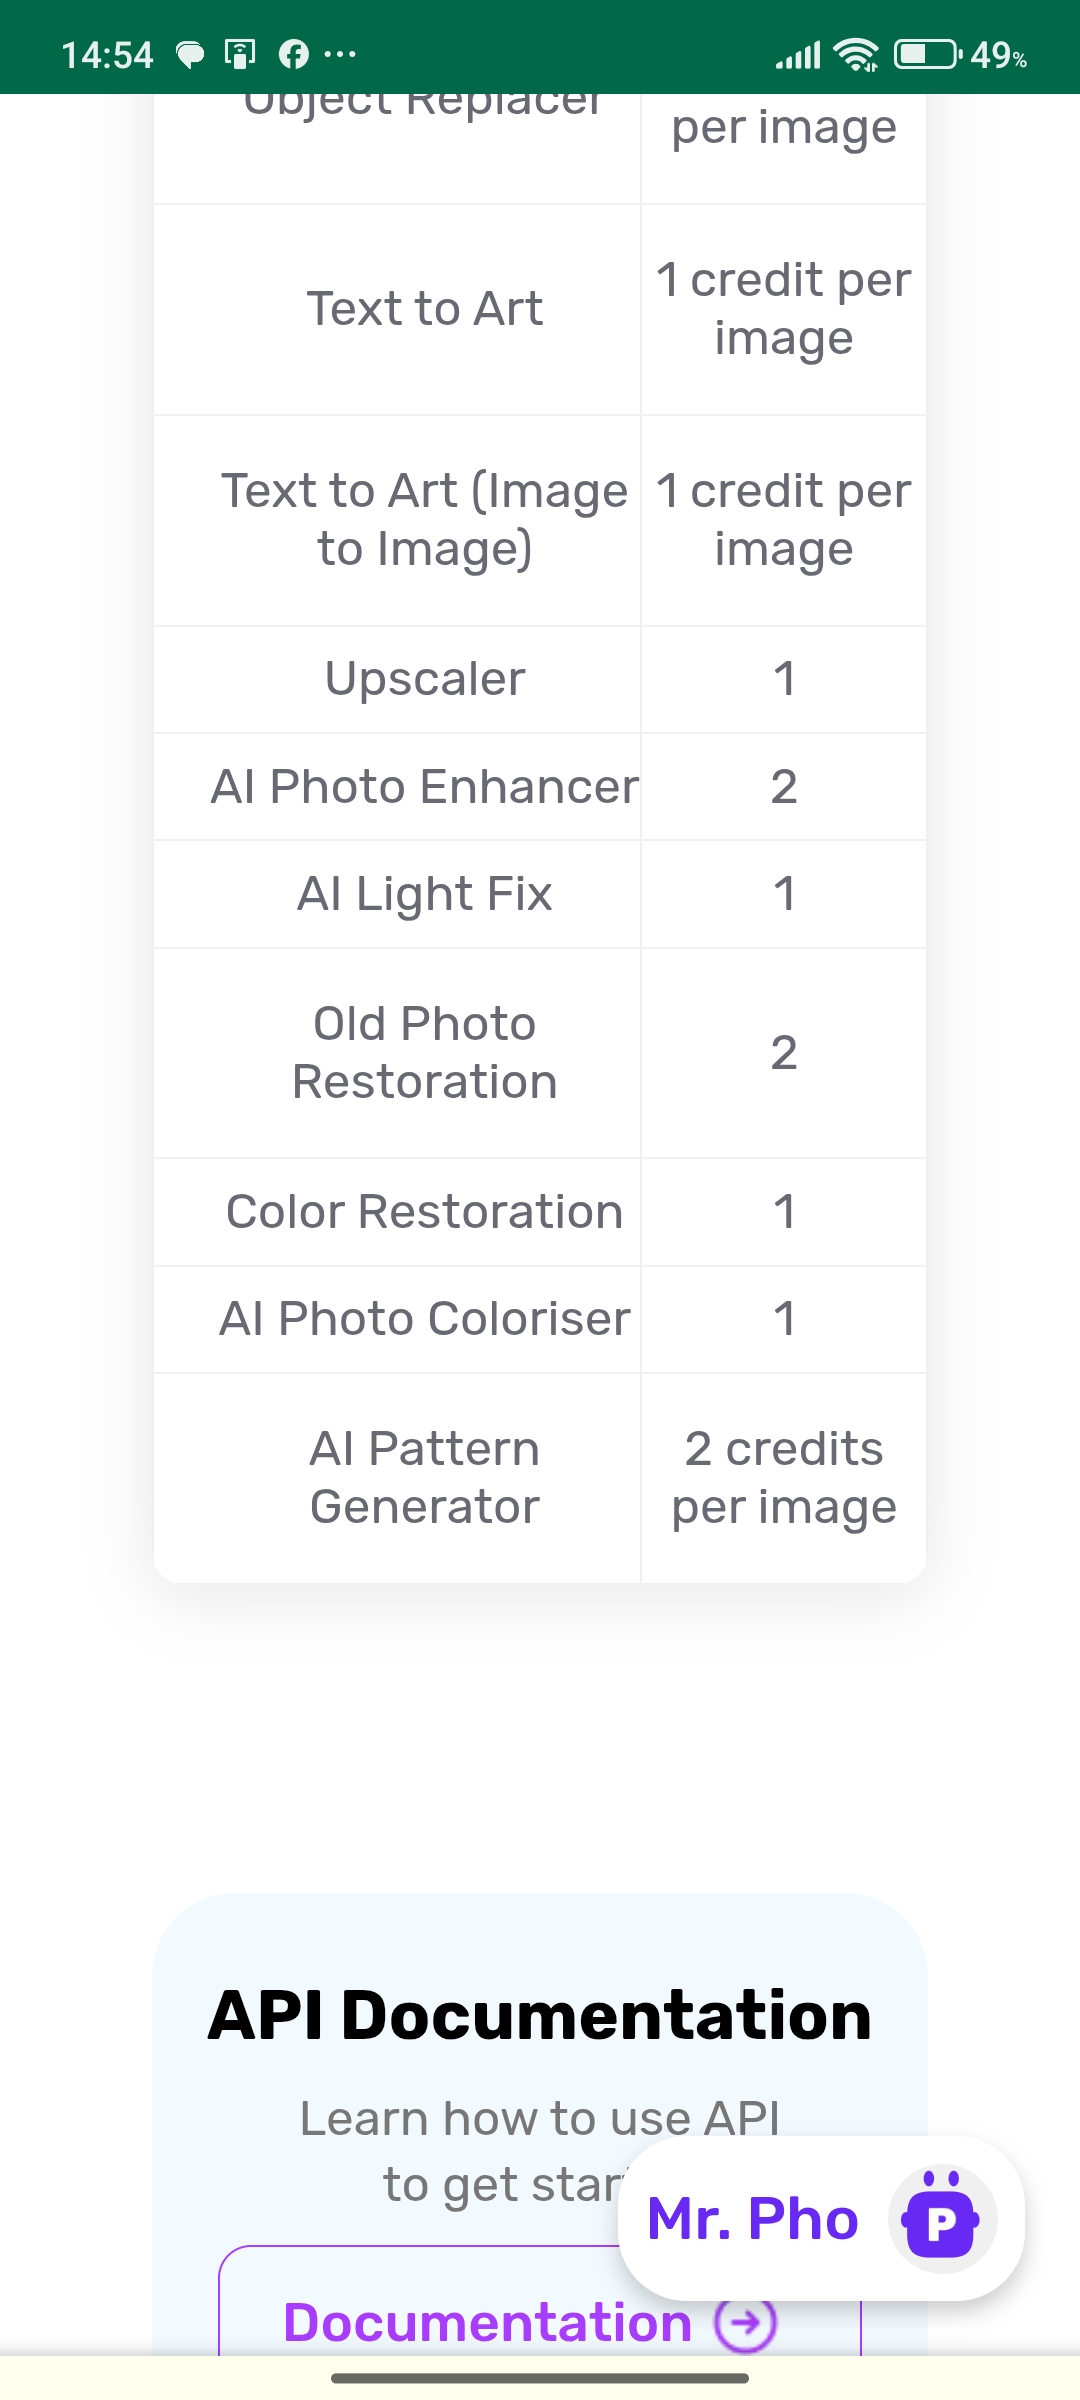 14:54
49%
Object Replacer
per image
Text to Art
1 credit per
image
Text to Art (Image
to Image)
1 credit per
image
Upscaler
1
AI Photo Enhancer
2
AI Light Fix
1
Old Photo
Restoration
2
Color Restoration
1
AI Photo Coloriser
1
AI Pattern
Generator
2 credits
per image
API Documentation
Learn how to use API
to get star
Mr. Pho
P
Documentation